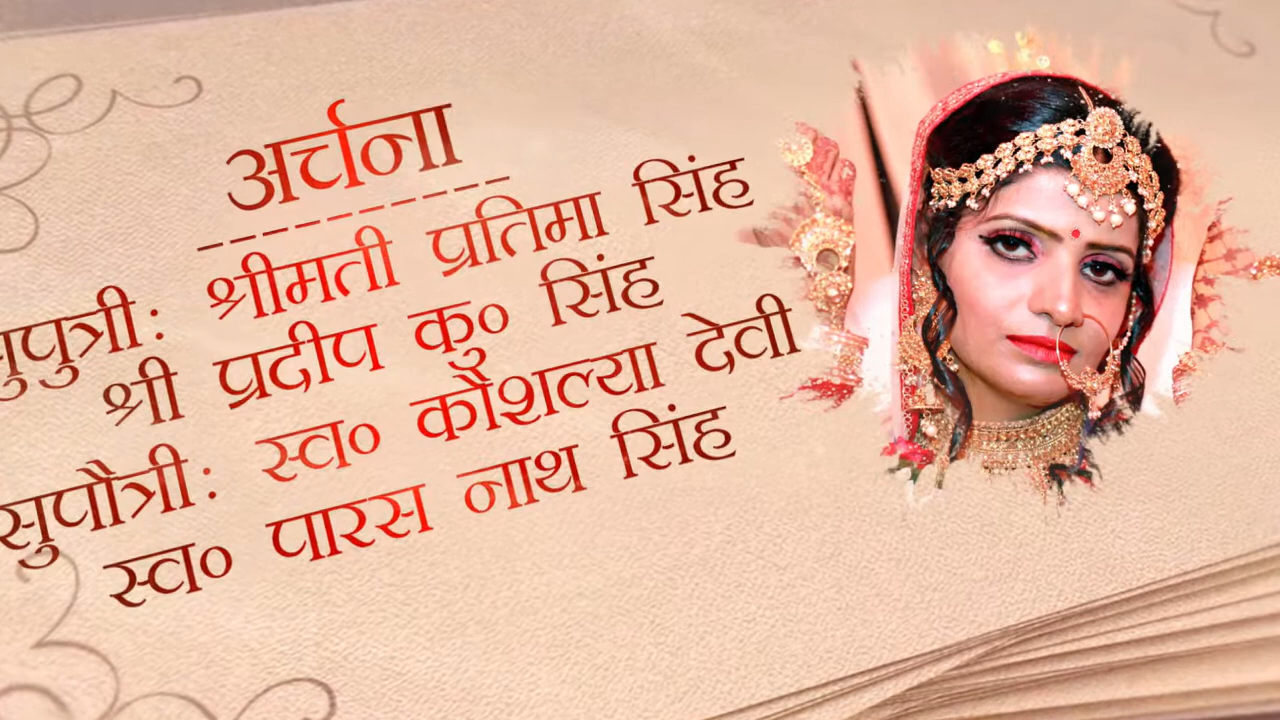 अर्चना
सुपुत्री: श्रीमती प्रतिमा सिंह
श्री प्रदीप कु० सिंह
सुपौत्री: स्व० कौशल्या देवी
स्व० पारस नाथ सिंह